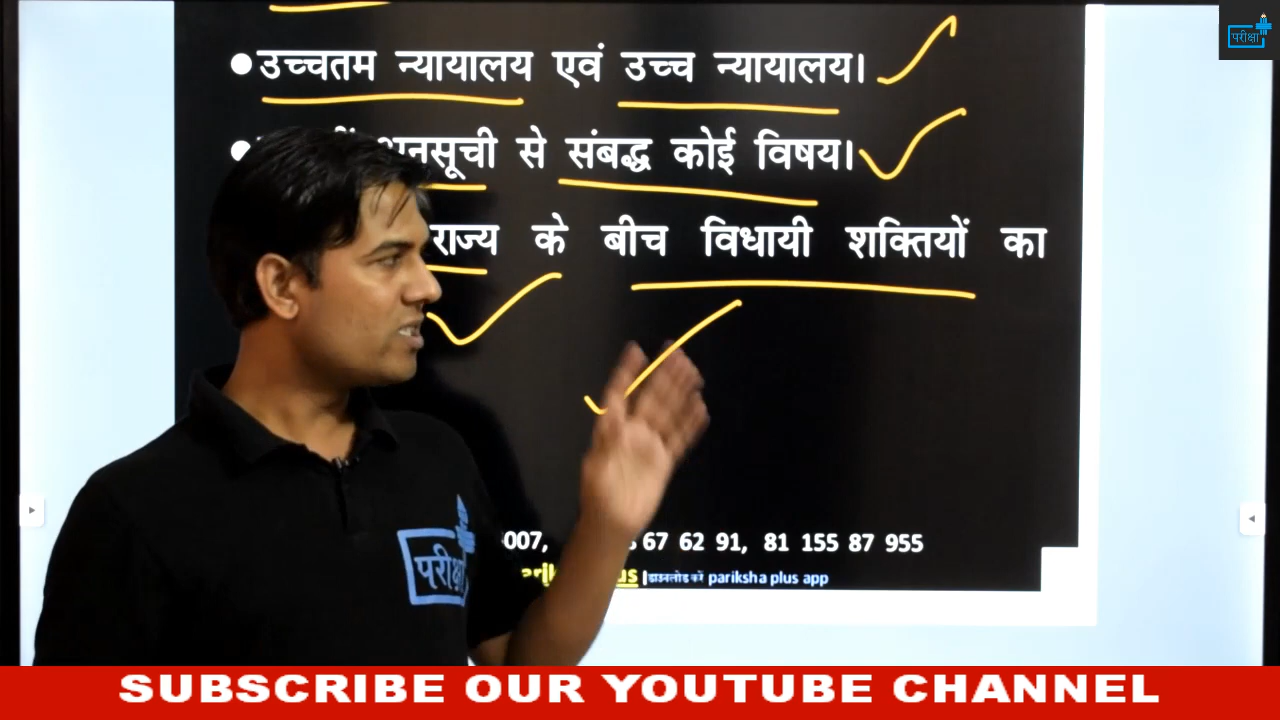 परीक्षा
●उच्चतम न्यायालय एवं उच्च न्यायालय।
● से संबद्ध कोई विषय।
राज्य के बीच विधायी शक्तियों का
007, 67 62 91, 81 155 87 955
डाउनलोड करें pariksha plus app
परीक्षा
SUBSCRIBE OUR YOUTUBE CHANNEL